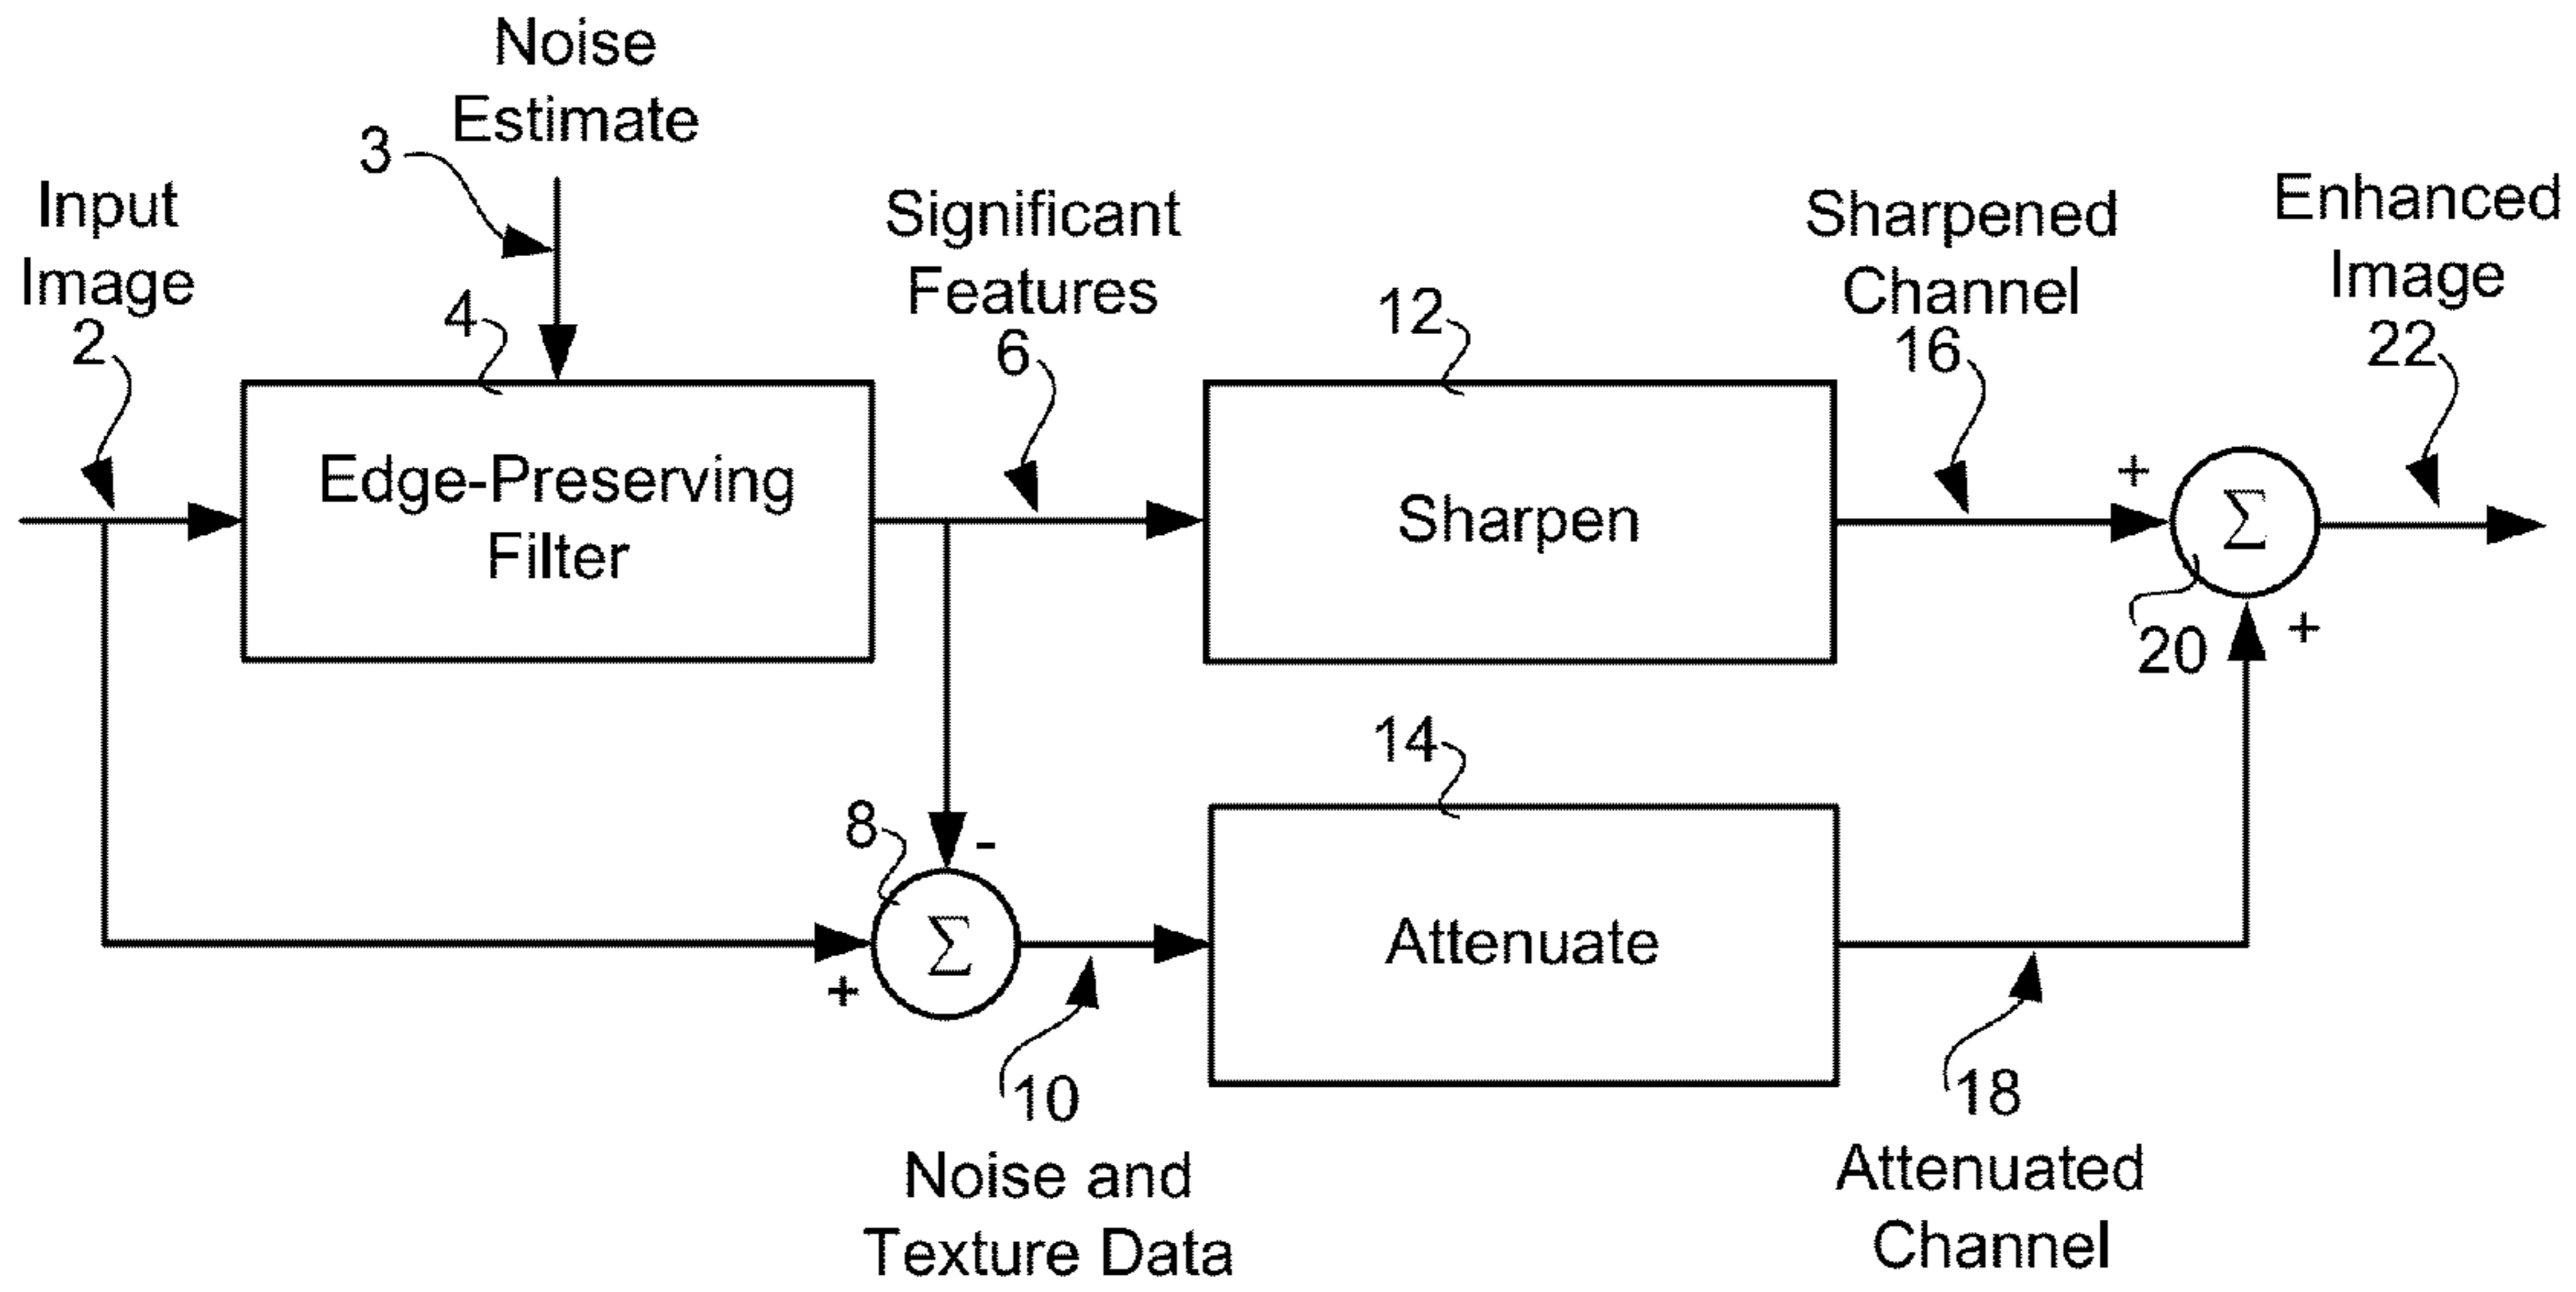 Noise
Estimate
3
Input
Image
2
4
Significant
Features
6
12
Sharpened
Channel
16
Enhanced
Image
22
Edge-Preserving
Filter
Sharpen
+
Σ
20
+
14
8
-
Σ
+
Attenuate
10
Noise and
Texture Data
18
Attenuated
Channel